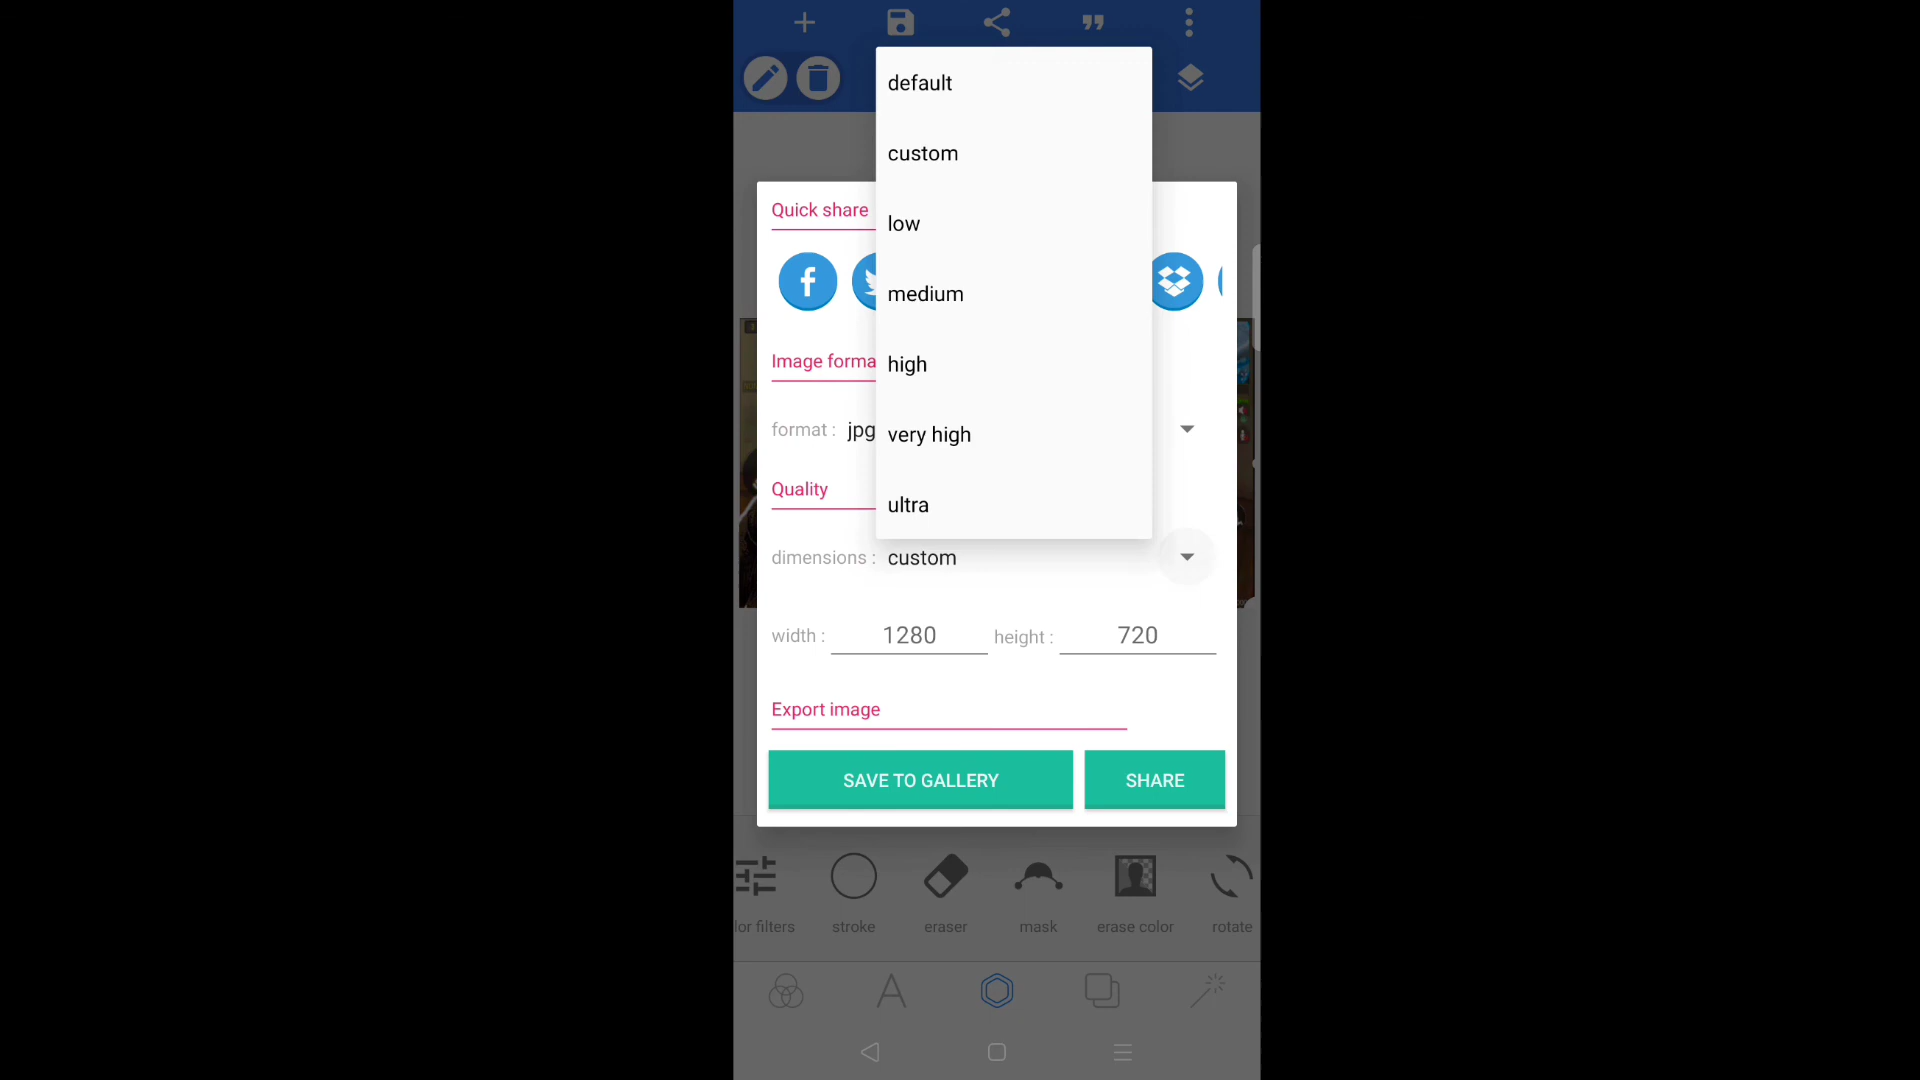 default
custom
low
medium
high
very high
ultra
Quick share
Image forma
format : jpg
Quality
dimensions : custom
width : 1280 height : 720
Export image
SAVE TO GALLERY SHARE
lor filters stroke eraser mask erase color rotate